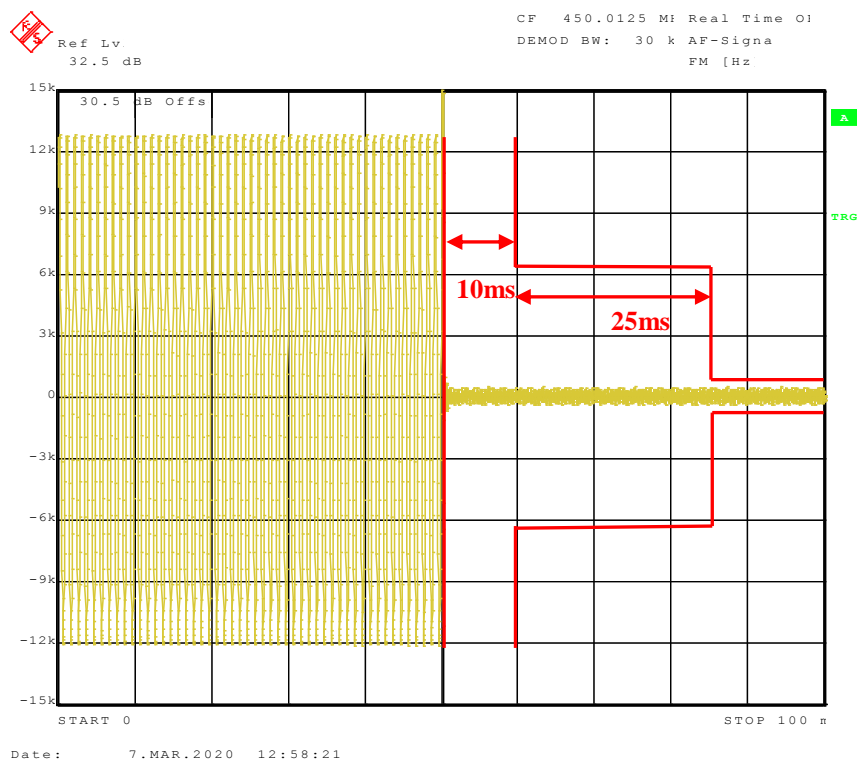 CF 450.0125 MH Real Time O
Ref Lv
DEMOD BW: 30 k AF-Signa
32.5 dB
FM [Hz
15k
30.5 dB Offs
A
12k
9k
TRG
6k
10ms
25ms
3k
0
-3k
-6k
-9k
-12k
-15k
START 0
STOP 100 m
Date: 7.MAR.2020 12:58:21